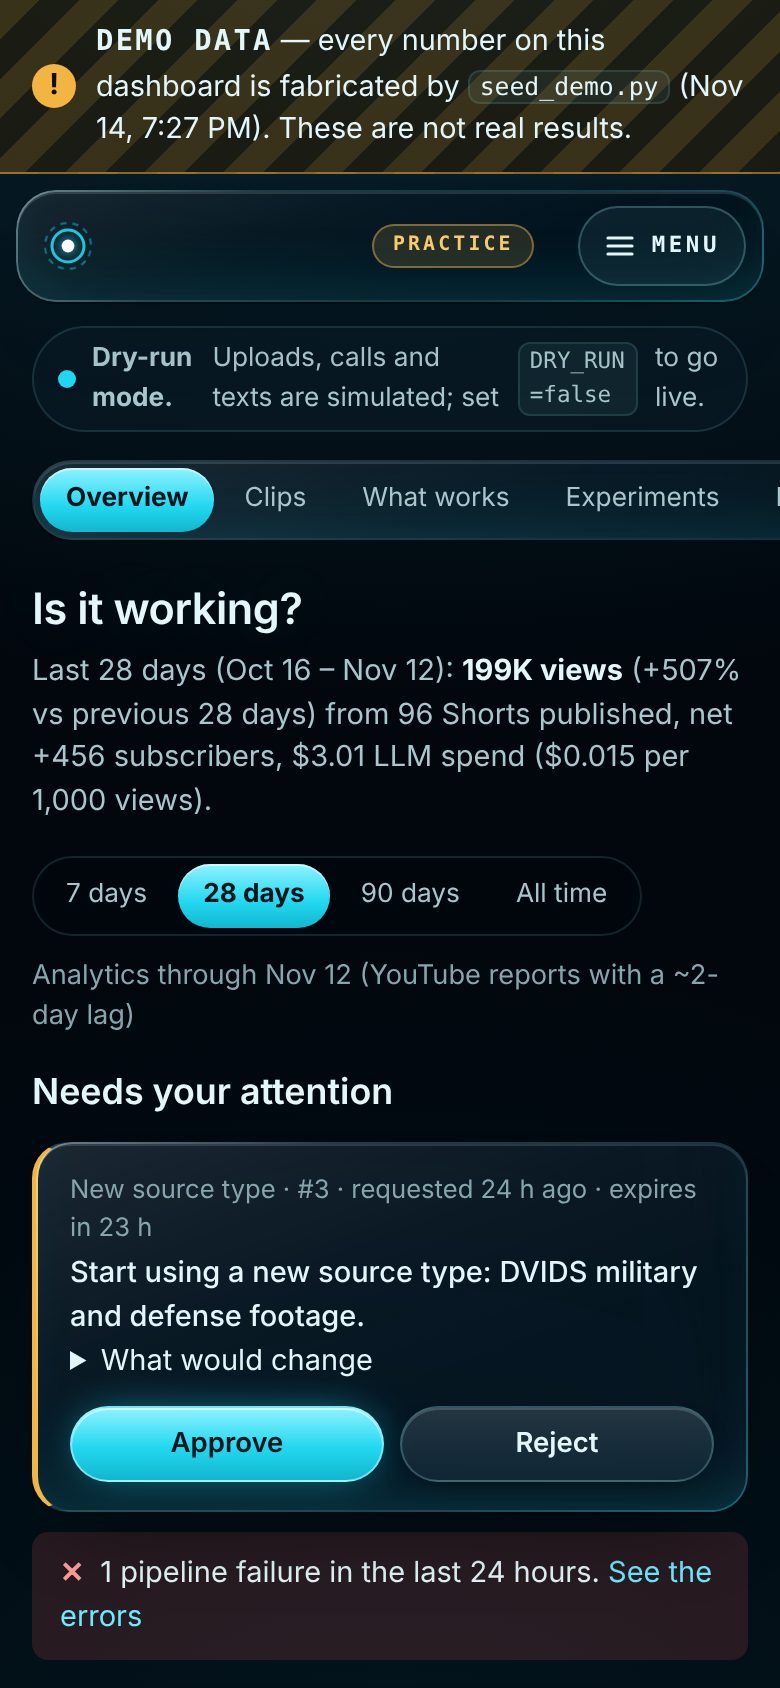 DEMO DATA — every number on this
dashboard is fabricated by seed_demo.py (Nov
14, 7:27 PM). These are not real results.
PRACTICE
MENU
Dry-run Uploads, calls and DRY_RUN to go
mode. texts are simulated; set =false live.
Overview Clips What works Experiments
Is it working?
Last 28 days (Oct 16 – Nov 12): 199K views (+507%
vs previous 28 days) from 96 Shorts published, net
+456 subscribers, $3.01 LLM spend ($0.015 per
1,000 views).
7 days 28 days 90 days All time
Analytics through Nov 12 (YouTube reports with a ~2-
day lag)
Needs your attention
New source type · #3 · requested 24 h ago · expires
in 23 h
Start using a new source type: DVIDS military
and defense footage.
What would change
Approve Reject
1 pipeline failure in the last 24 hours. See the
errors